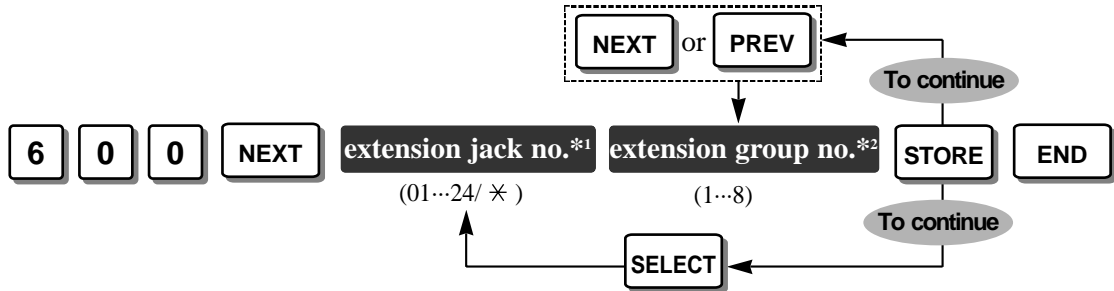 NEXT or PREV
To continue
6 0 0 NEXT extension jack no.*1 extension group no.*2 STORE END
(01···24/ ✳ ) (1···8)
To continue
SELECT